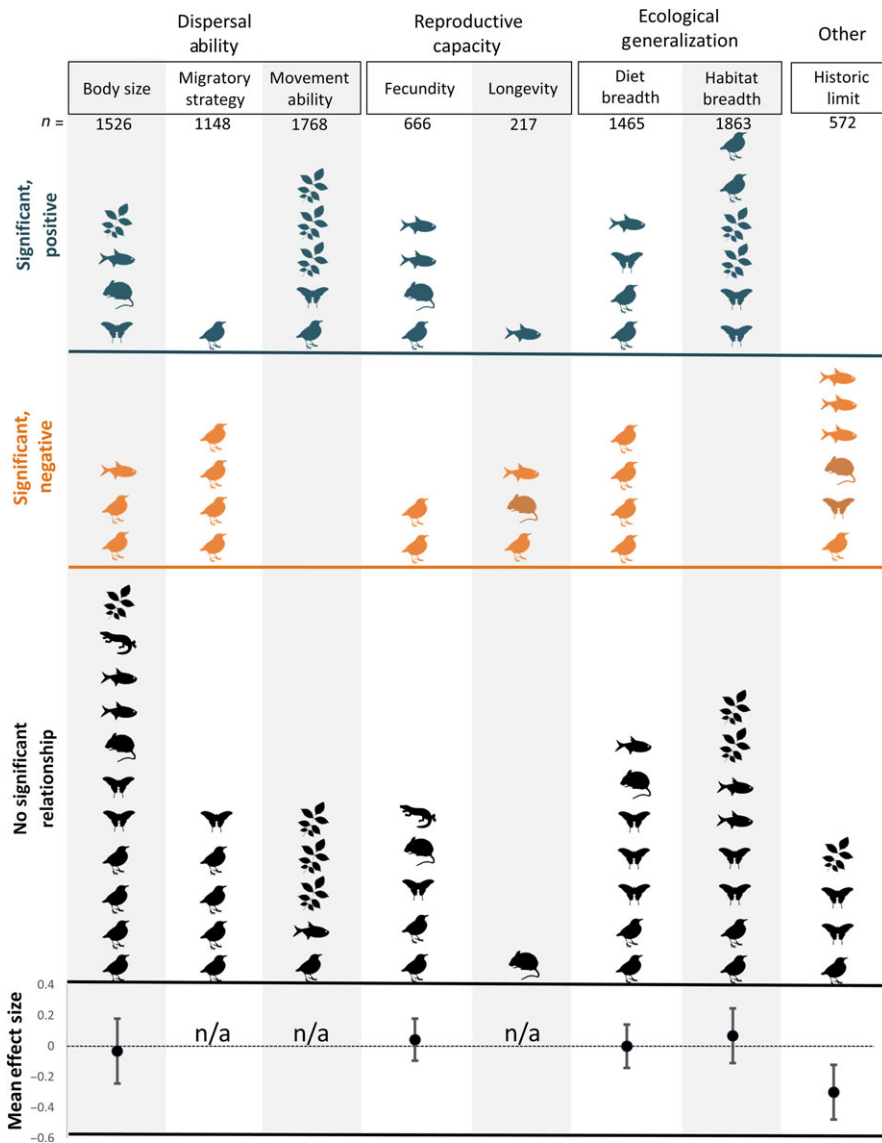 Dispersal ability
Reproductive capacity
Ecological generalization
Other
Body size
Migratory strategy
Movement ability
Fecundity
Longevity
Diet breadth
Habitat breadth
Historic limit
n = 1526 1148 1768 666 217 1465 1863 572
Significant, positive
Significant, negative
No significant relationship
Mean effect size
0.4
0.2
0
−0.2
−0.4
−0.6
n/a n/a n/a